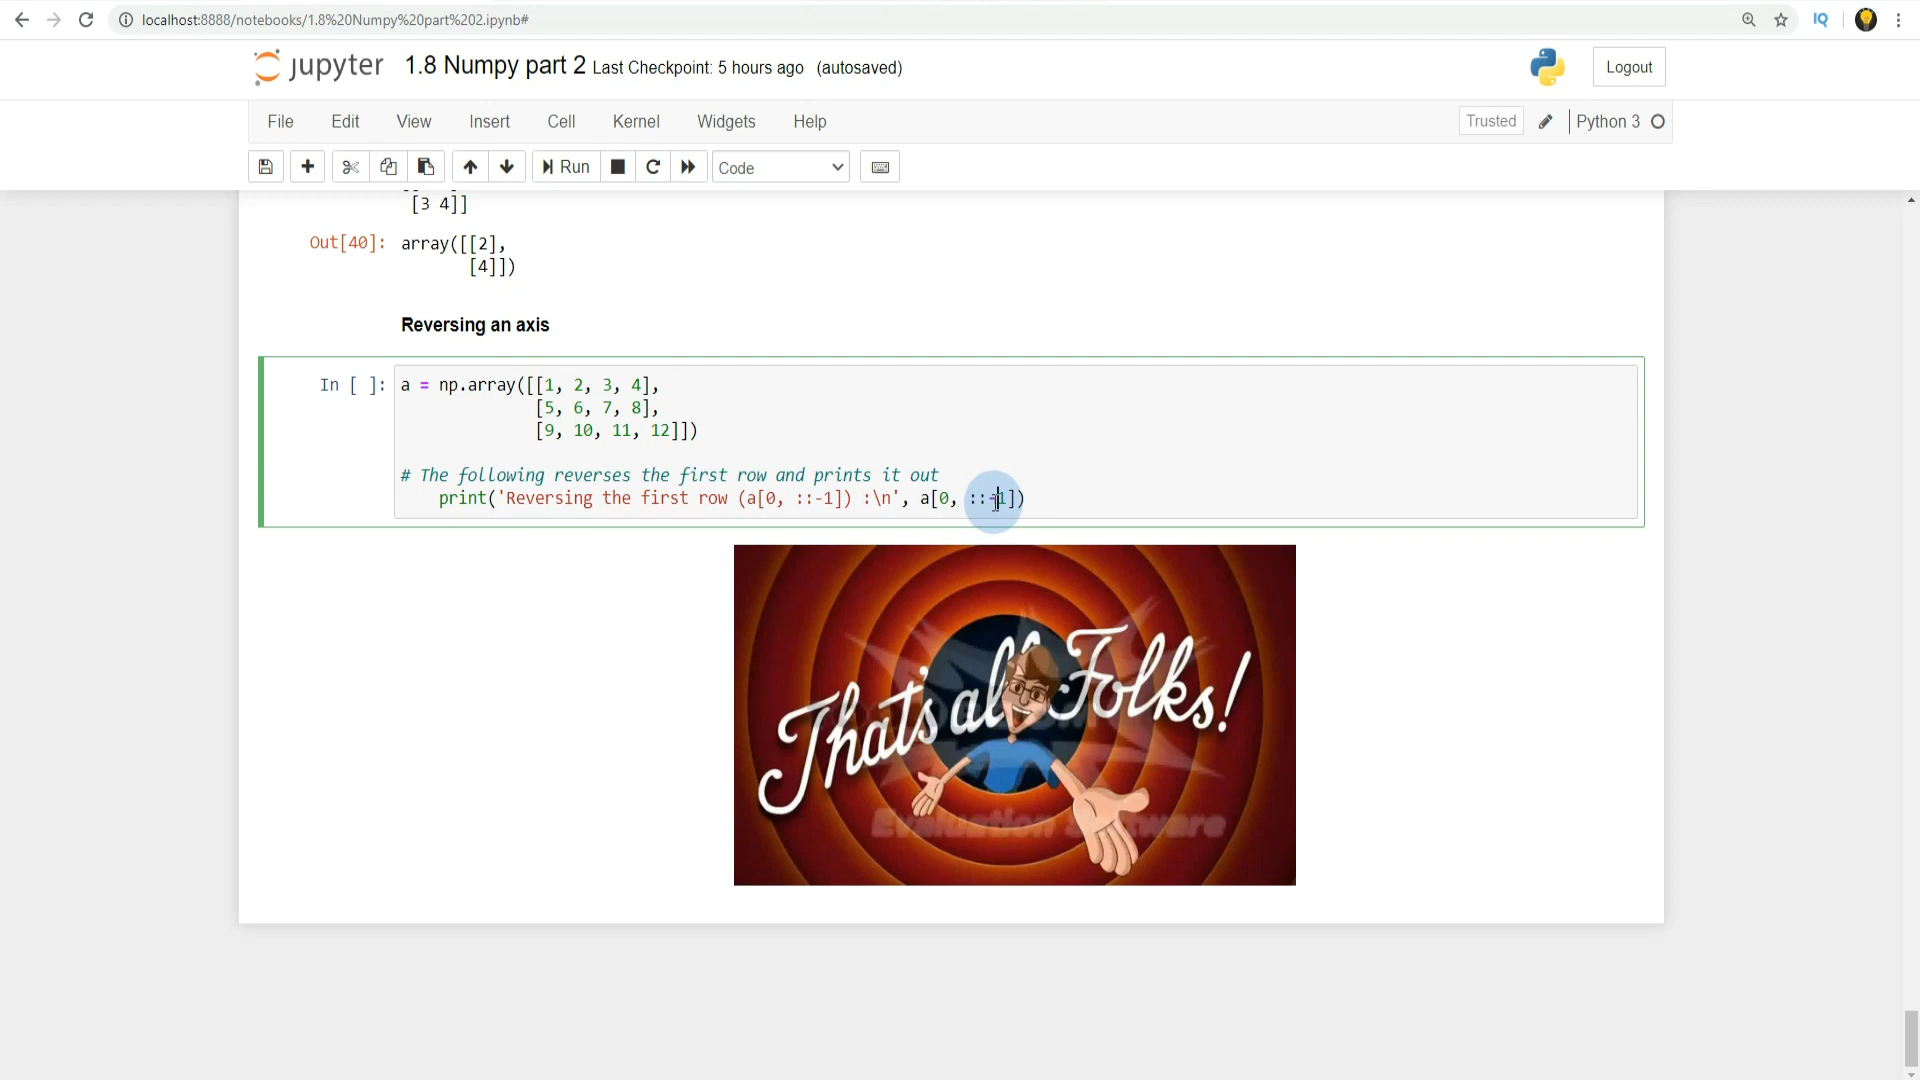 localhost:8888/notebooks/1.8%20Numpy%20part%202.ipynb#
IQ
jupyter 1.8 Numpy part 2 Last Checkpoint: 5 hours ago (autosaved)
Logout
File Edit View Insert Cell Kernel Widgets Help
Trusted Python 3
Run Code
[3 4]]
Out[40]: array([[2],
[4]])
Reversing an axis
In [ ]: a = np.array([[1, 2, 3, 4],
[5, 6, 7, 8],
[9, 10, 11, 12]])
# The following reverses the first row and prints it out
print('Reversing the first row (a[0, ::-1]) :\n', a[0, ::-1])
That's all Folks!
Evaluation Software